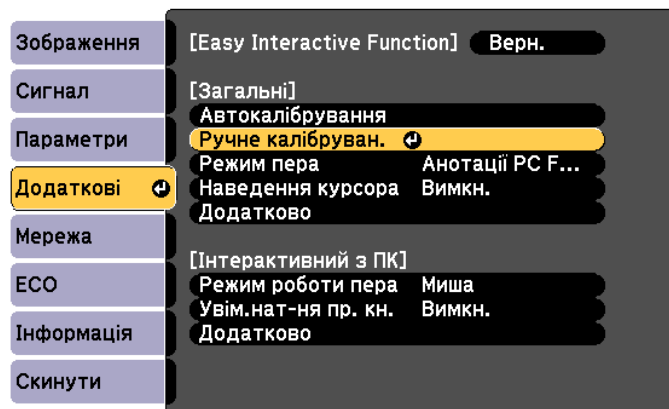 Зображення
Сигнал
Параметри
Додаткові
Мережа
ECO
Інформація
Скинути
[Easy Interactive Function] Верн.
[Загальні]
Автокалібрування
Ручне калібруван.
Режим пера Анотації PC F...
Наведення курсора Вимкн.
Додатково
[Інтерактивний з ПК]
Режим роботи пера Миша
Увім.нат-ня пр. кн. Вимкн.
Додатково